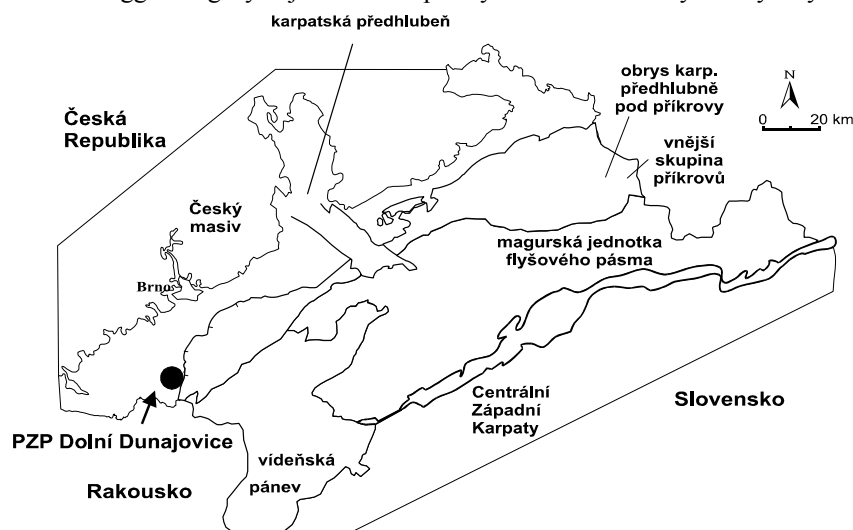 karpatská předhlubeň
obrys karp.
předhlubně
pod příkrovy
N
0 20 km
vnější
skupina
příkrovů
Česká
Republika
Český
masiv
magurská jednotka
flyšového pásma
Brno
Centrální
Západní
Karpaty
Slovensko
PZP Dolní Dunajovice
vídeňská
pánev
Rakousko